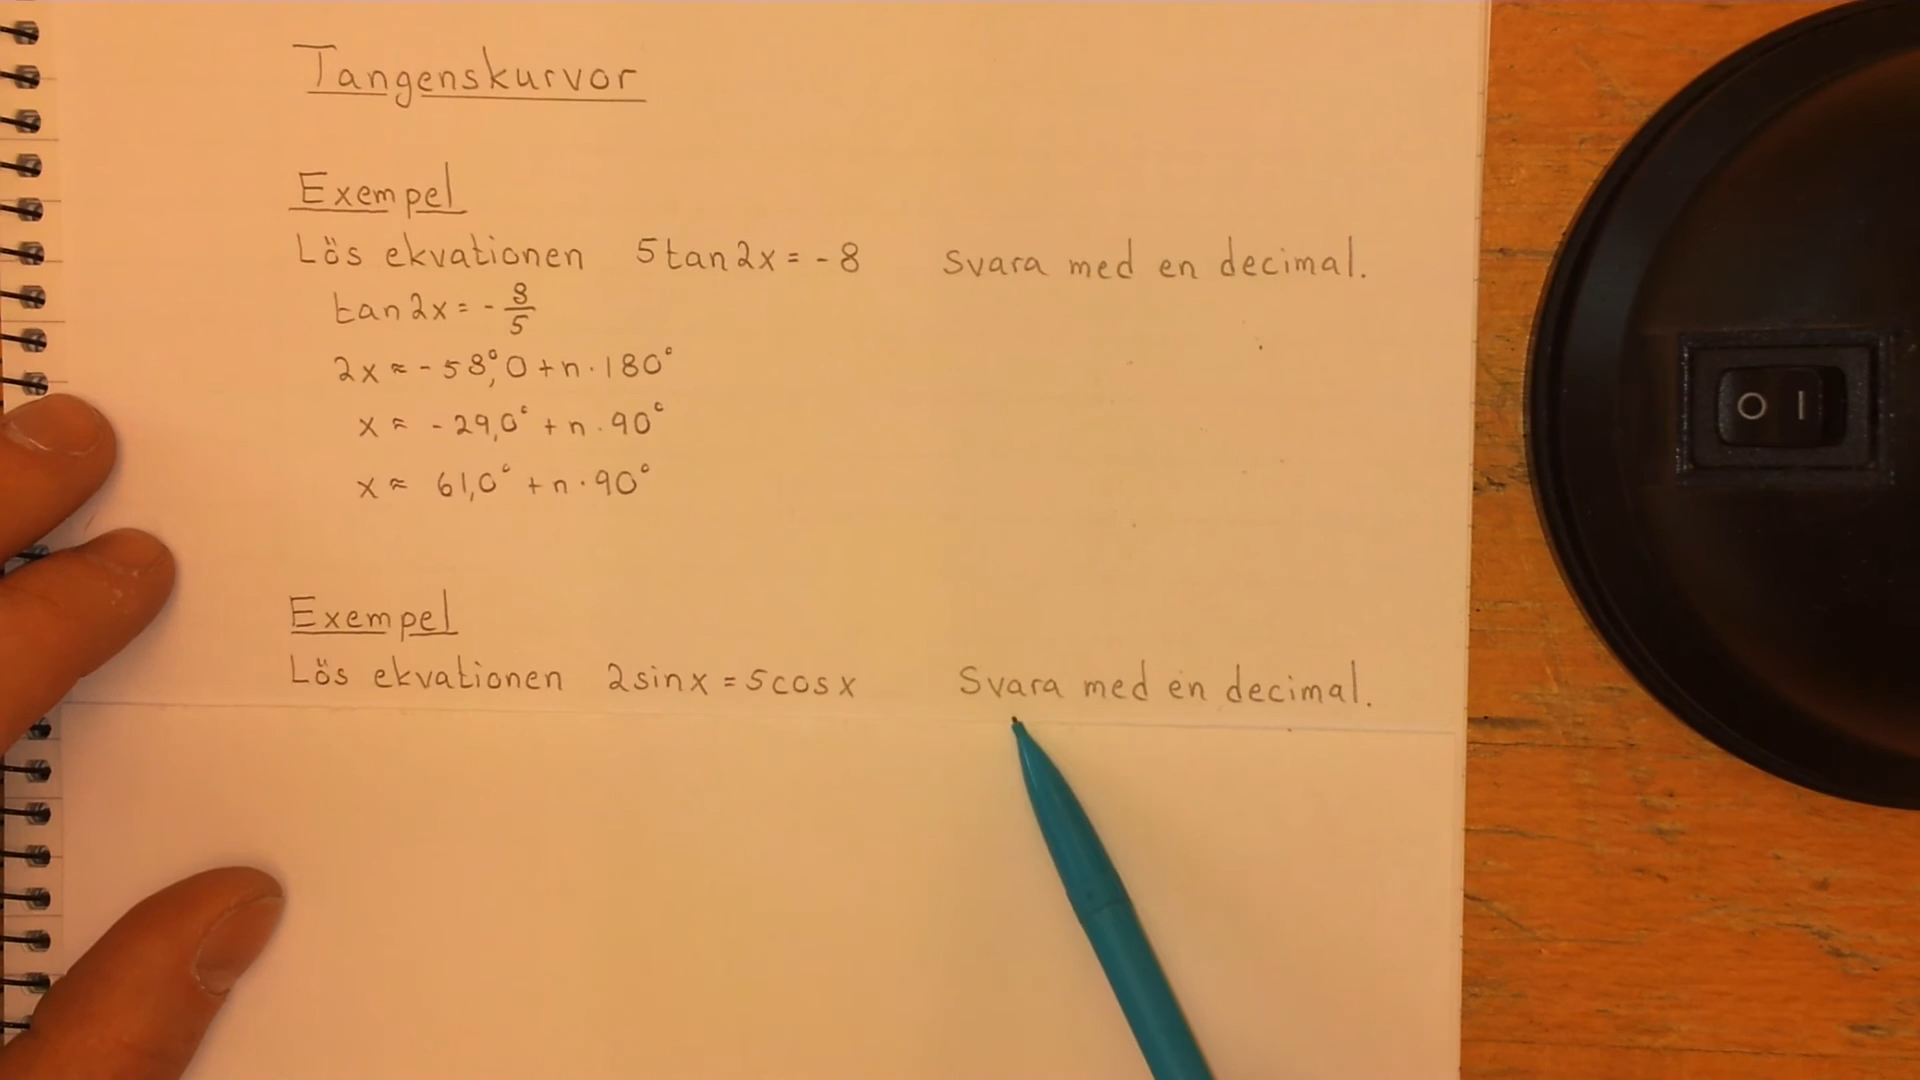 Tangenskurvor
Exempel
Lös ekvationen 5tan2x = -8 svara med en decimal.
tan2x = - 8/5
2x ≈ -58,°0 + n · 180°
x ≈ -29,0° + n · 90°
x ≈ 61,0° + n · 90°
Exempel
Lös ekvationen 2sinx = 5cosx Svara med en decimal.
O I